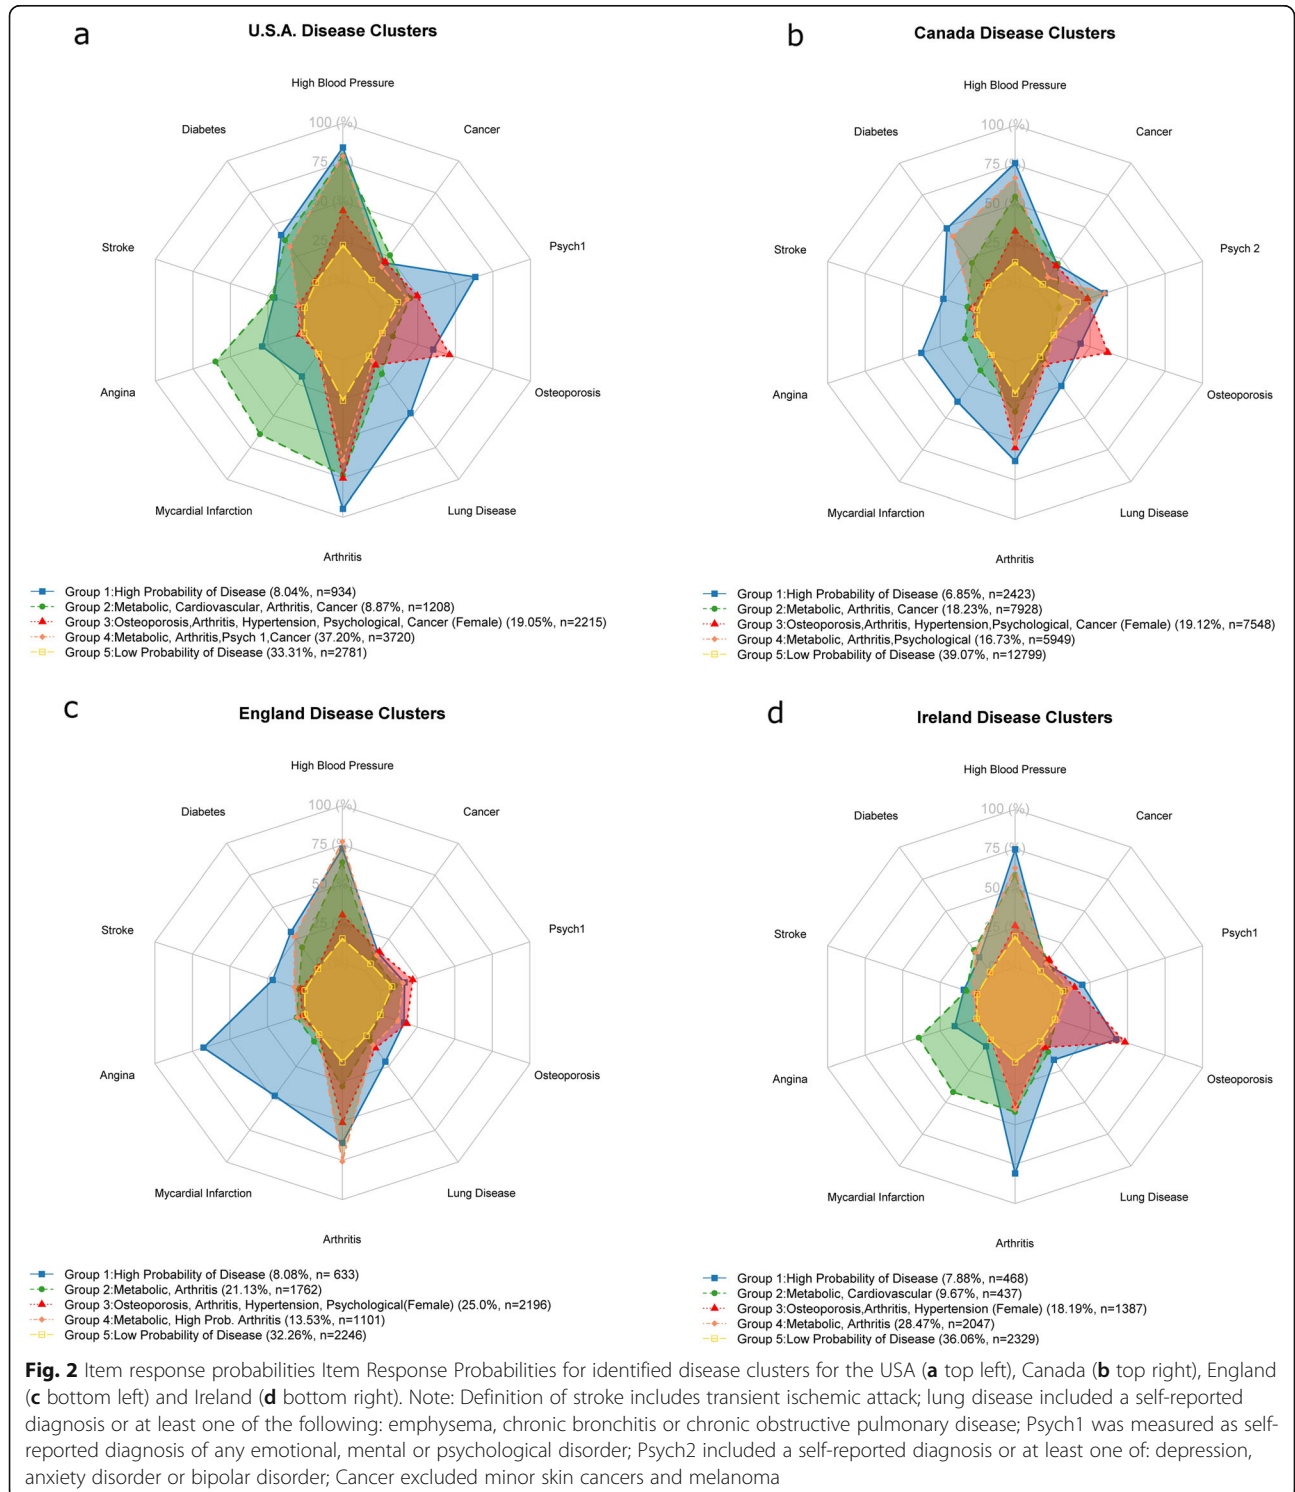 a
U.S.A. Disease Clusters
High Blood Pressure
100 (%)
Diabetes
Cancer
75 (%)
Stroke
Psych1
Angina
Osteoporosis
Mycardial Infarction
Lung Disease
Arthritis
Group 1:High Probability of Disease (8.04%, n=934)
Group 2:Metabolic, Cardiovascular, Arthritis, Cancer (8.87%, n=1208)
Group 3:Osteoporosis,Arthritis, Hypertension, Psychological, Cancer (Female) (19.05%, n=2215)
Group 4:Metabolic, Arthritis,Psych 1,Cancer (37.20%, n=3720)
Group 5:Low Probability of Disease (33.31%, n=2781)
b
Canada Disease Clusters
High Blood Pressure
100 (%)
Diabetes
Cancer
75 (%)
50 (%)
Stroke
Psych 2
Angina
Osteoporosis
Mycardial Infarction
Lung Disease
Arthritis
Group 1:High Probability of Disease (6.85%, n=2423)
Group 2:Metabolic, Arthritis, Cancer (18.23%, n=7928)
Group 3:Osteoporosis,Arthritis, Hypertension,Psychological, Cancer (Female) (19.12%, n=7548)
Group 4:Metabolic, Arthritis,Psychological (16.73%, n=5949)
Group 5:Low Probability of Disease (39.07%, n=12799)
c
England Disease Clusters
High Blood Pressure
100 (%)
Diabetes
Cancer
75 (%)
50 (%)
Stroke
Psych1
Angina
Osteoporosis
Mycardial Infarction
Lung Disease
Arthritis
Group 1:High Probability of Disease (8.08%, n= 633)
Group 2:Metabolic, Arthritis (21.13%, n=1762)
Group 3:Osteoporosis, Arthritis, Hypertension, Psychological(Female) (25.0%, n=2196)
Group 4:Metabolic, High Prob. Arthritis (13.53%, n=1101)
Group 5:Low Probability of Disease (32.26%, n=2246)
d
Ireland Disease Clusters
High Blood Pressure
100 (%)
Diabetes
Cancer
75 (%)
50 (%)
Stroke
Psych1
Angina
Osteoporosis
Mycardial Infarction
Lung Disease
Arthritis
Group 1:High Probability of Disease (7.88%, n=468)
Group 2:Metabolic, Cardiovascular (9.67%, n=437)
Group 3:Osteoporosis,Arthritis, Hypertension (Female) (18.19%, n=1387)
Group 4:Metabolic, Arthritis (28.47%, n=2047)
Group 5:Low Probability of Disease (36.06%, n=2329)
Fig. 2 Item response probabilities Item Response Probabilities for identified disease clusters for the USA (a top left), Canada (b top right), England
(c bottom left) and Ireland (d bottom right). Note: Definition of stroke includes transient ischemic attack; lung disease included a self-reported
diagnosis or at least one of the following: emphysema, chronic bronchitis or chronic obstructive pulmonary disease; Psych1 was measured as self-
reported diagnosis of any emotional, mental or psychological disorder; Psych2 included a self-reported diagnosis or at least one of: depression,
anxiety disorder or bipolar disorder; Cancer excluded minor skin cancers and melanoma